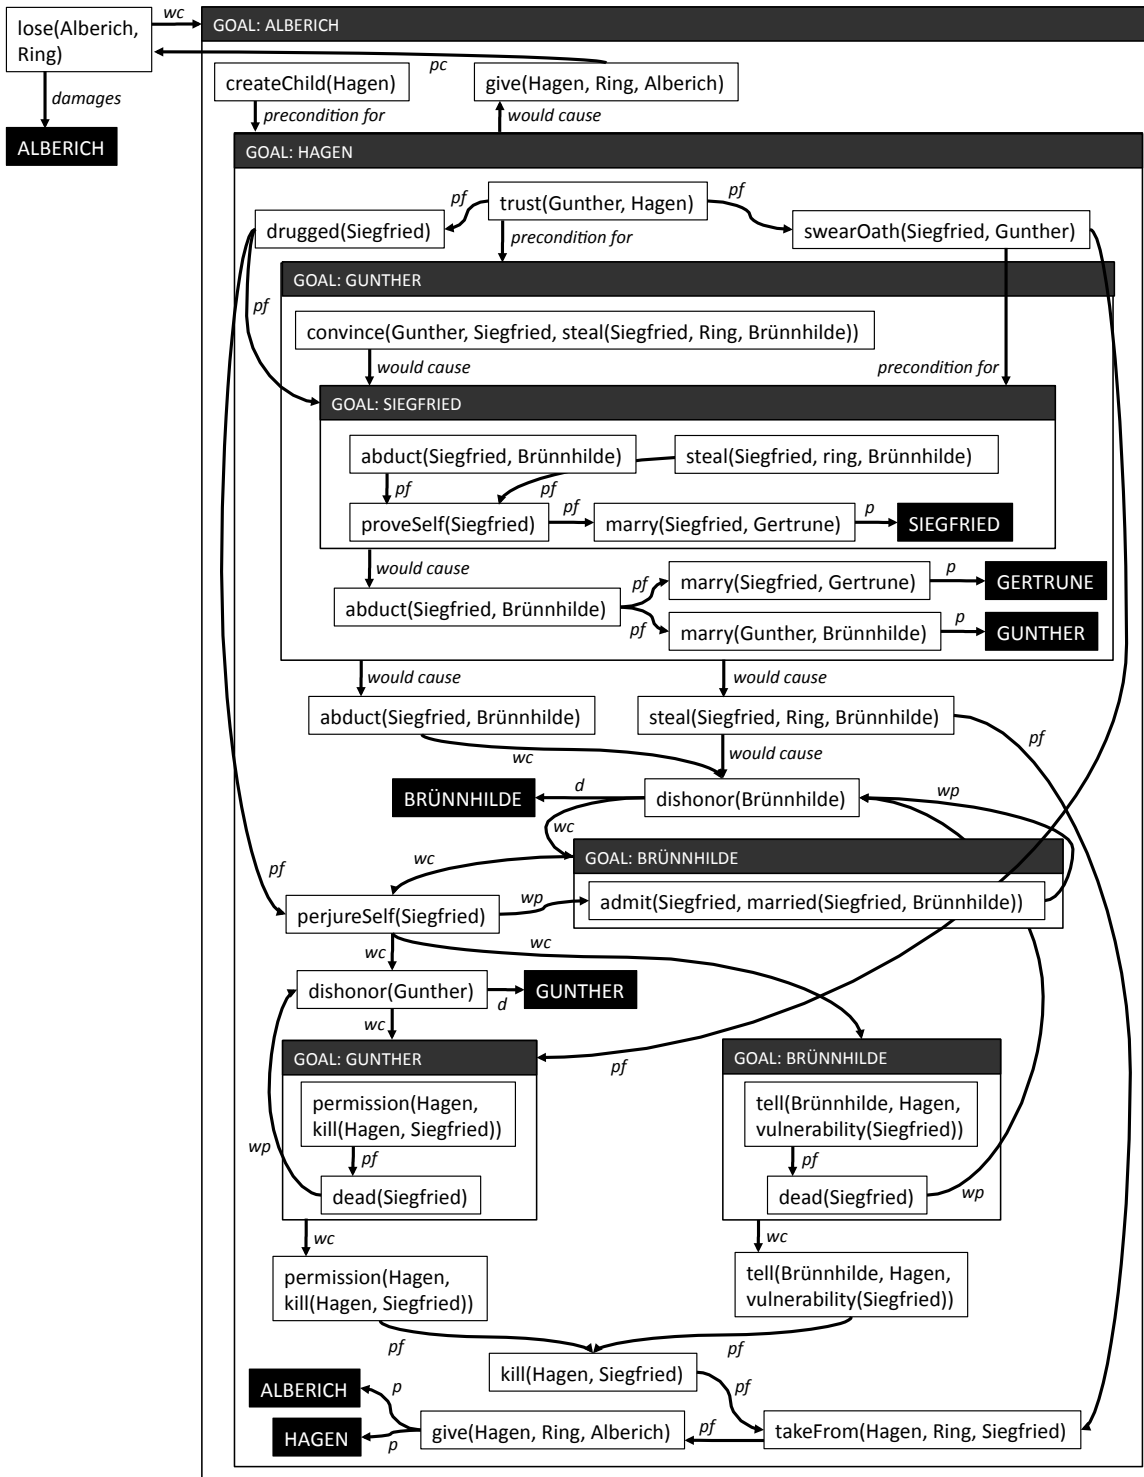 lose(Alberich,
Ring)
wc
GOAL: ALBERICH
pc
damages
ALBERICH
createChild(Hagen)
give(Hagen, Ring, Alberich)
precondition for
would cause
GOAL: HAGEN
pf
trust(Gunther, Hagen)
pf
drugged(Siegfried)
precondition for
swearOath(Siegfried, Gunther)
GOAL: GUNTHER
pf
convince(Gunther, Siegfried, steal(Siegfried, Ring, Brünnhilde))
would cause
precondition for
GOAL: SIEGFRIED
abduct(Siegfried, Brünnhilde)
steal(Siegfried, ring, Brünnhilde)
pf
pf
proveSelf(Siegfried)
pf
marry(Siegfried, Gertrune)
p
SIEGFRIED
would cause
abduct(Siegfried, Brünnhilde)
pf
marry(Siegfried, Gertrune)
p
GERTRUNE
pf
marry(Gunther, Brünnhilde)
p
GUNTHER
would cause
would cause
abduct(Siegfried, Brünnhilde)
steal(Siegfried, Ring, Brünnhilde)
pf
wc
would cause
BRÜNNHILDE
d
dishonor(Brünnhilde)
wp
wc
wc
GOAL: BRÜNNHILDE
pf
perjureSelf(Siegfried)
wp
admit(Siegfried, married(Siegfried, Brünnhilde))
wc
wc
dishonor(Gunther)
d
GUNTHER
wc
GOAL: GUNTHER
pf
GOAL: BRÜNNHILDE
permission(Hagen,
kill(Hagen, Siegfried))
tell(Brünnhilde, Hagen,
vulnerability(Siegfried))
wp
pf
pf
dead(Siegfried)
dead(Siegfried)
wp
wc
wc
permission(Hagen,
kill(Hagen, Siegfried))
tell(Brünnhilde, Hagen,
vulnerability(Siegfried))
pf
pf
kill(Hagen, Siegfried)
pf
ALBERICH
p
give(Hagen, Ring, Alberich)
pf
takeFrom(Hagen, Ring, Siegfried)
HAGEN
p